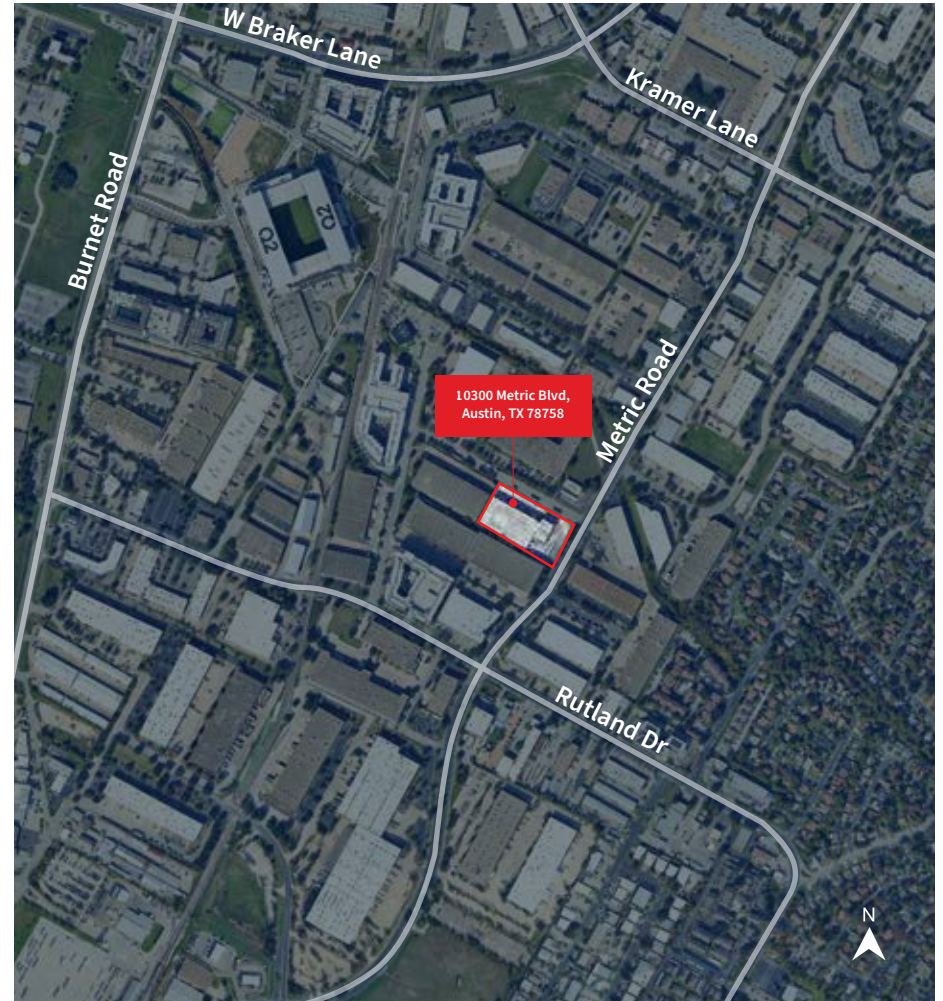 W Braker Lane
Kramer Lane
Burnet Road
Q2
Q2
Metric Road
10300 Metric Blvd,
Austin, TX 78758
Rutland Dr
N